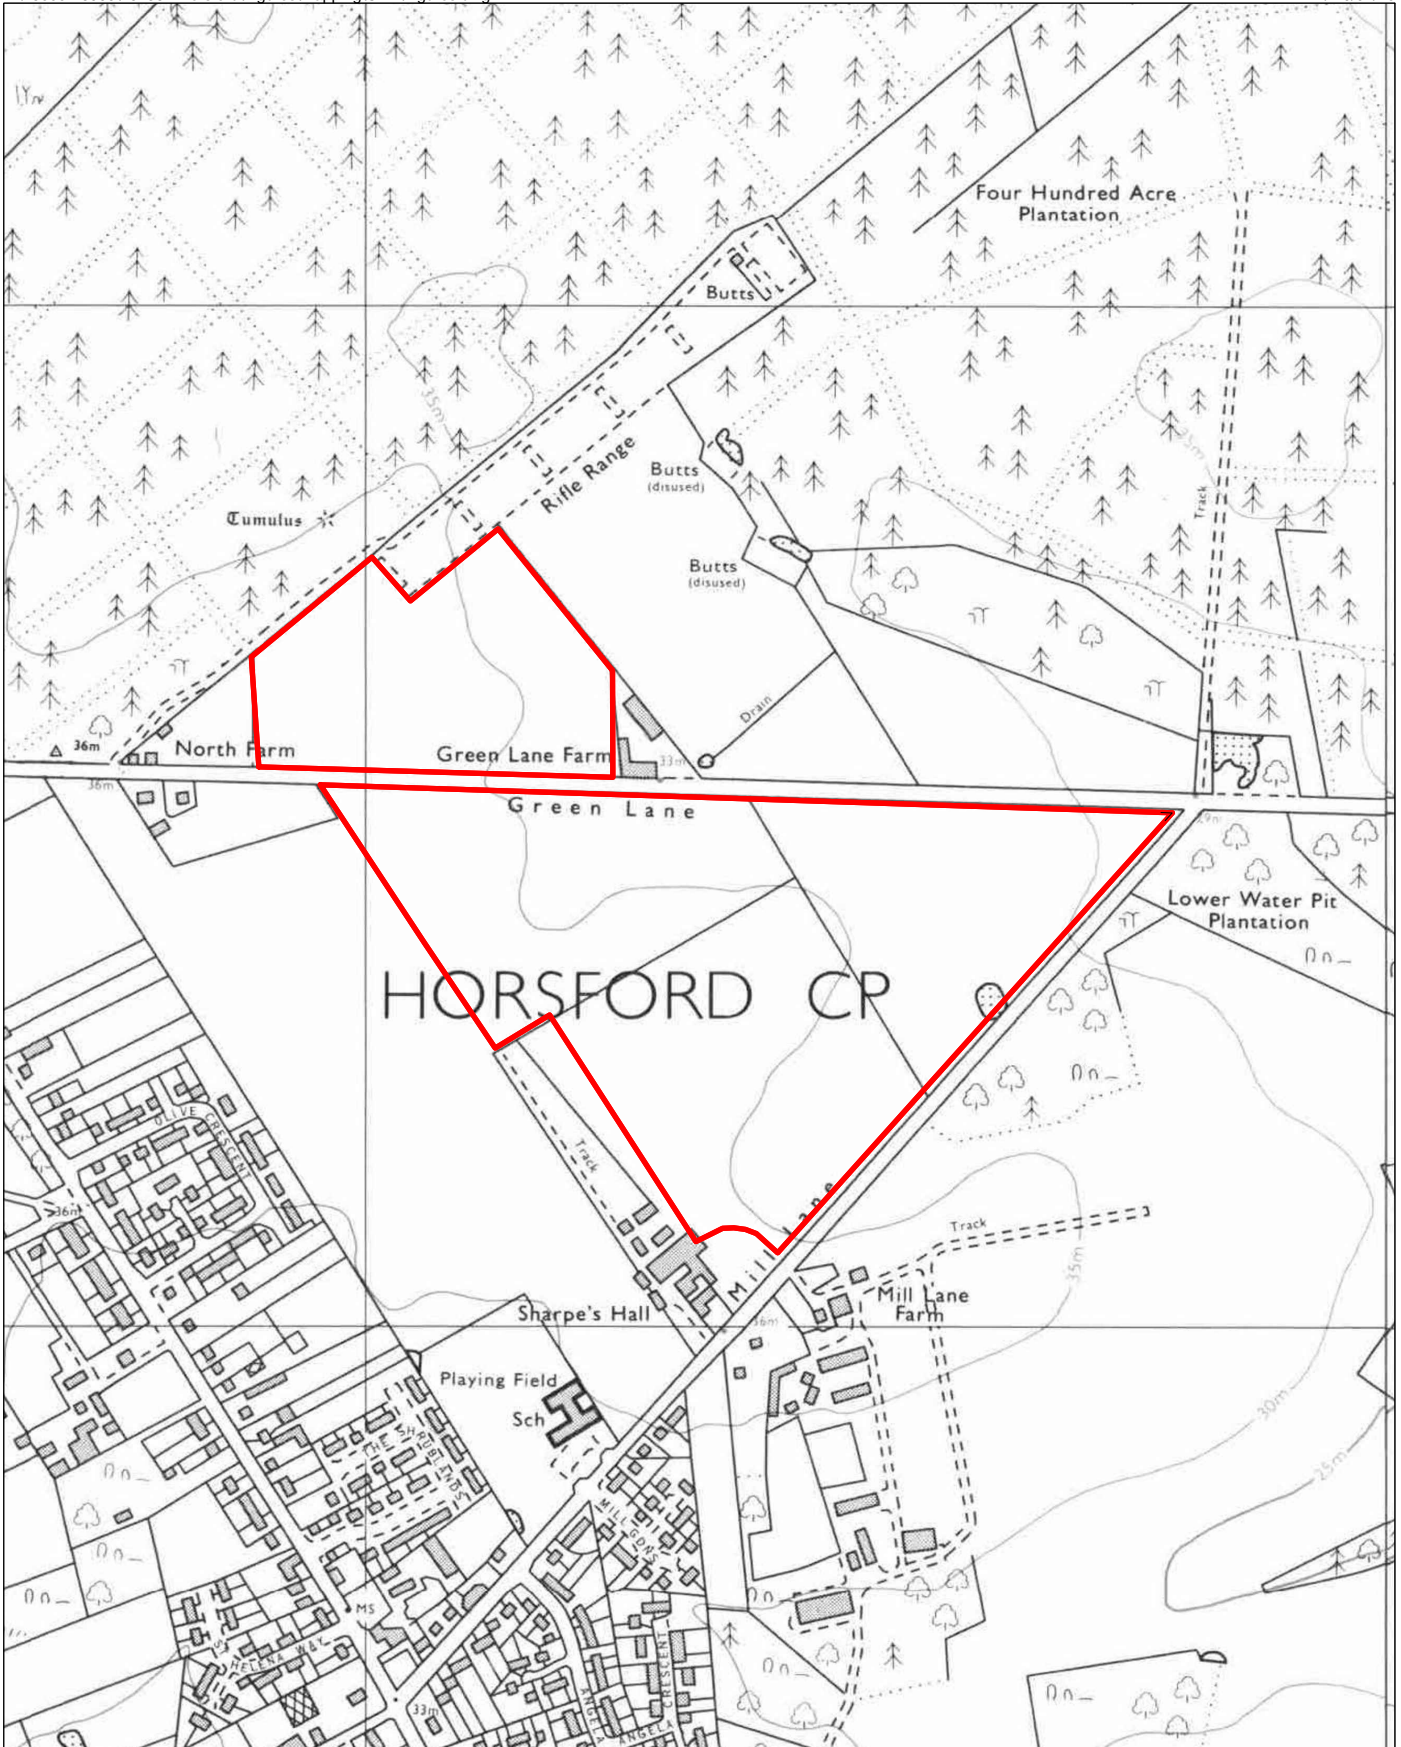 Four Hundred Acre
Plantation
Butts
35m
Rifle Range
Butts
(disused)
35m
Track
Tumulus
Butts
(disused)
Drain
36m
North Farm
Green Lane Farm
33m
36m
Green Lane
29m
Lower Water Pit
Plantation
HORSFORD CP
OLIVE CRESCENT
Track
36m
Mill Lane
Track
35m
Mill Lane
Farm
Sharpe's Hall
36m
Playing Field
Sch
30m
THE SHRUBLANDS
25m
MILL GDNS
MS
ST HELENA WAY
33m
ANGELA
CRESCENT
ANGELA